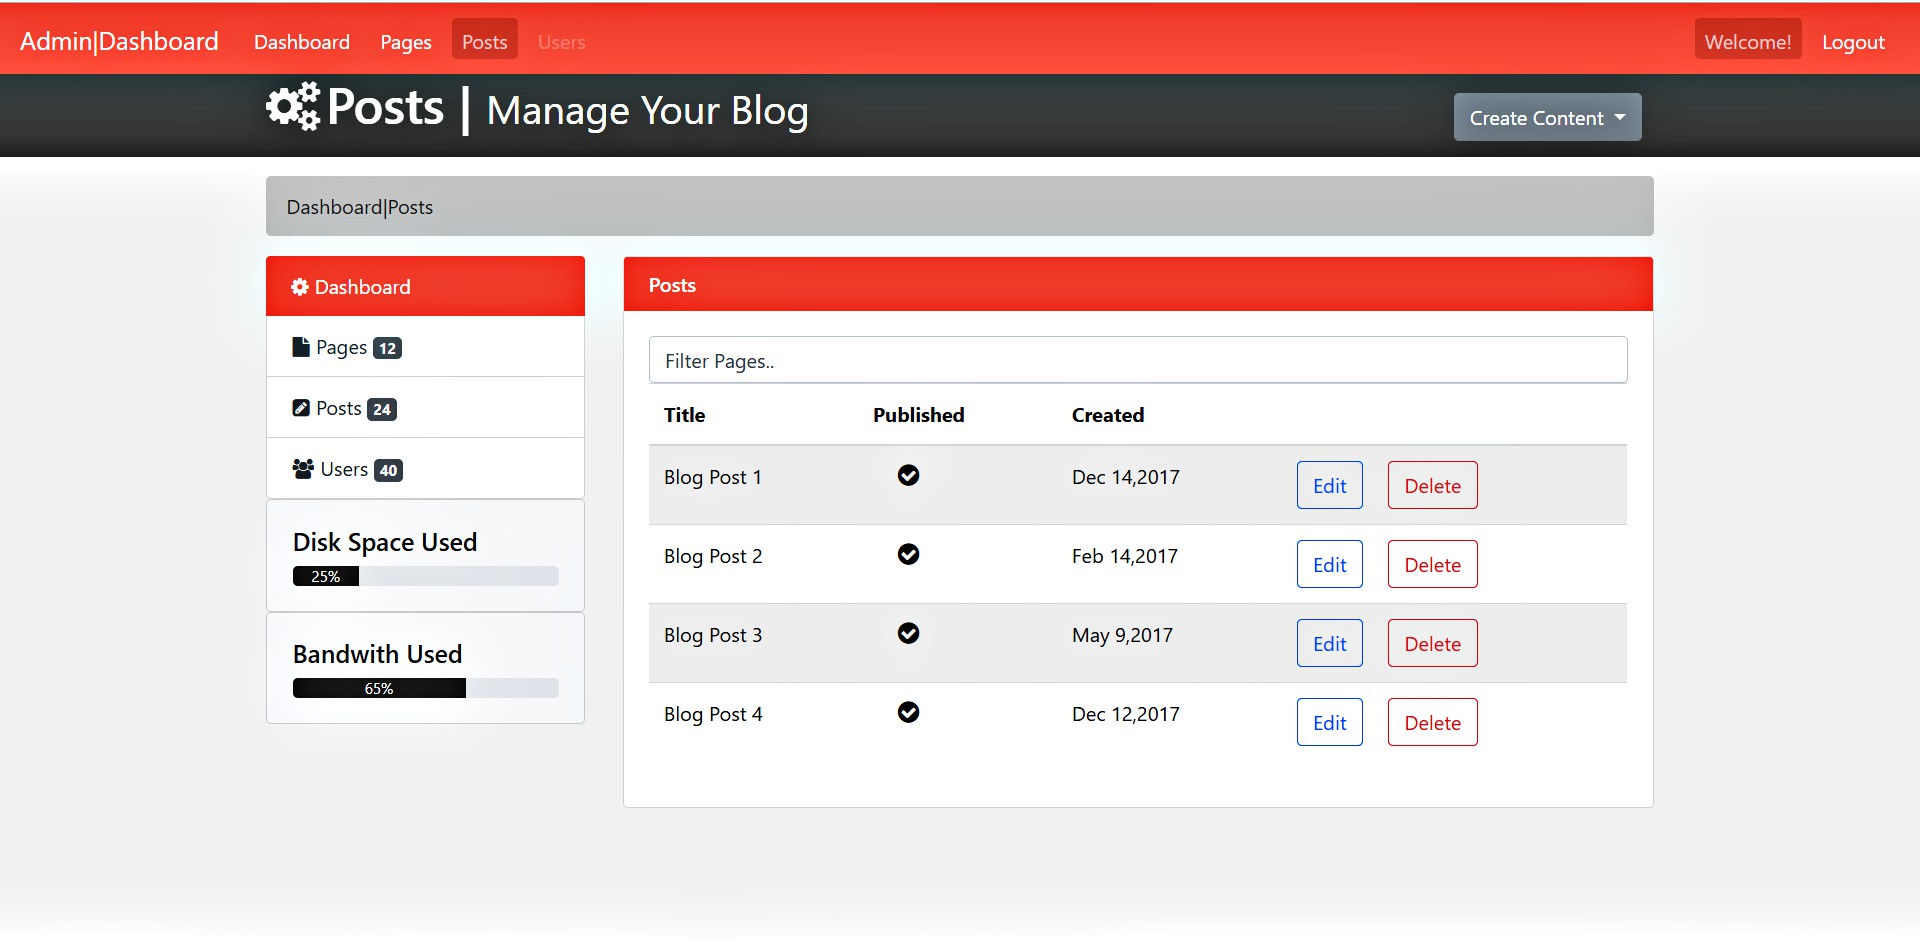 Admin|Dashboard Dashboard Pages Posts Users Welcome! Logout
Posts | Manage Your Blog
Create Content
Dashboard|Posts
Dashboard
Pages 12
Posts 24
Users 40
Disk Space Used
25%
Bandwith Used
65%
Posts
Filter Pages..
Title Published Created
Blog Post 1 Dec 14,2017 Edit Delete
Blog Post 2 Feb 14,2017 Edit Delete
Blog Post 3 May 9,2017 Edit Delete
Blog Post 4 Dec 12,2017 Edit Delete